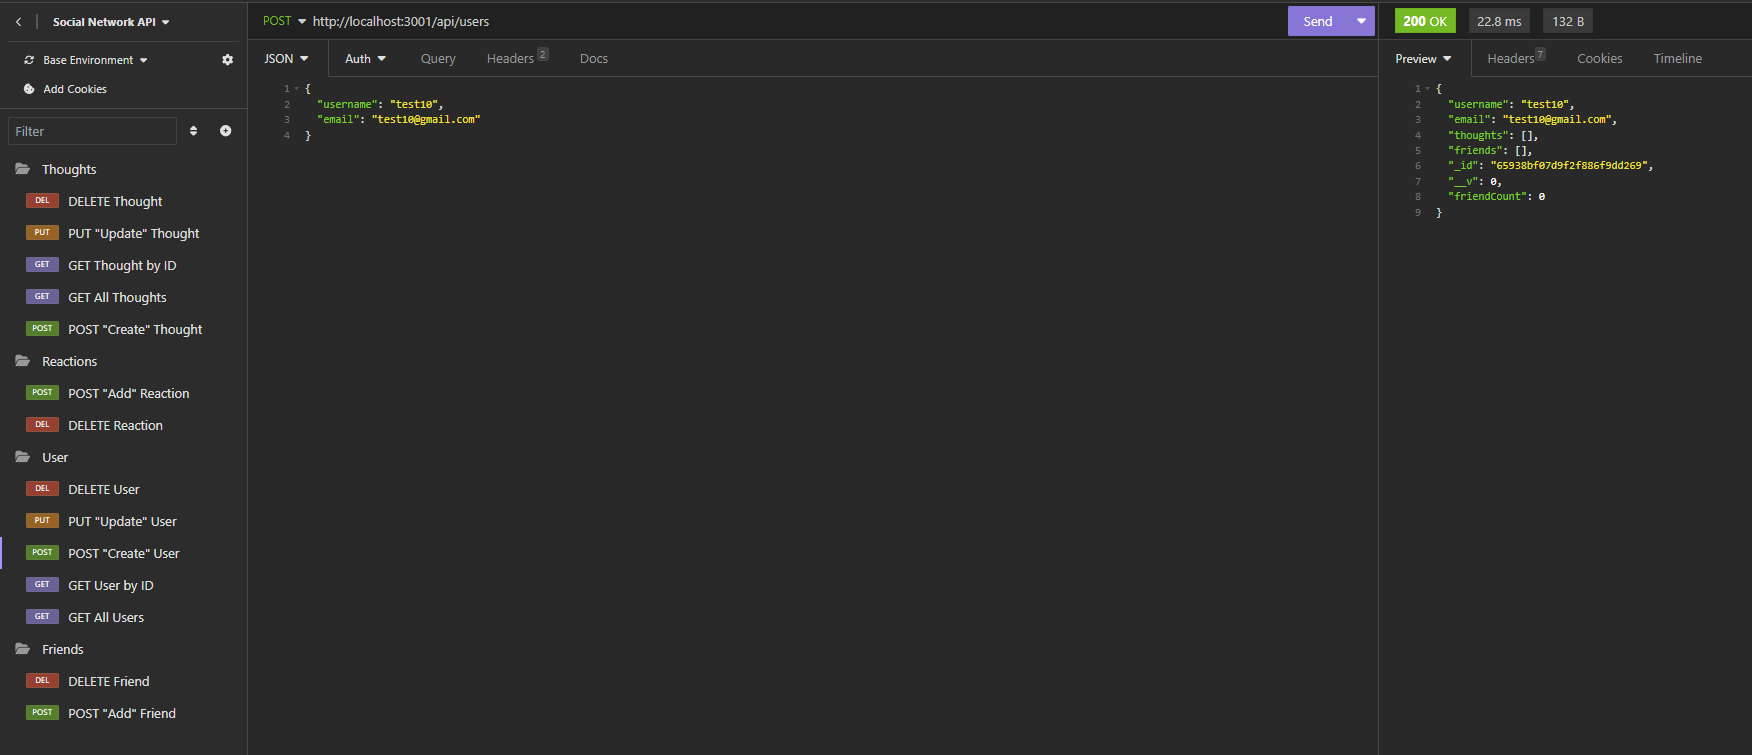 Social Network API
Base Environment
Add Cookies
Filter
Thoughts
DEL DELETE Thought
PUT PUT "Update" Thought
GET GET Thought by ID
GET GET All Thoughts
POST POST "Create" Thought
Reactions
POST POST "Add" Reaction
DEL DELETE Reaction
User
DEL DELETE User
PUT PUT "Update" User
POST POST "Create" User
GET GET User by ID
GET GET All Users
Friends
DEL DELETE Friend
POST POST "Add" Friend
POST http://localhost:3001/api/users Send
JSON Auth Query Headers 2 Docs
1 {
2 "username": "test10",
3 "email": "test10@gmail.com"
4 }
200 OK 22.8 ms 132 B
Preview Headers 7 Cookies Timeline
1 {
2 "username": "test10",
3 "email": "test10@gmail.com",
4 "thoughts": [],
5 "friends": [],
6 "_id": "65938bf07d9f2f886f9dd269",
7 "__v": 0,
8 "friendCount": 0
9 }